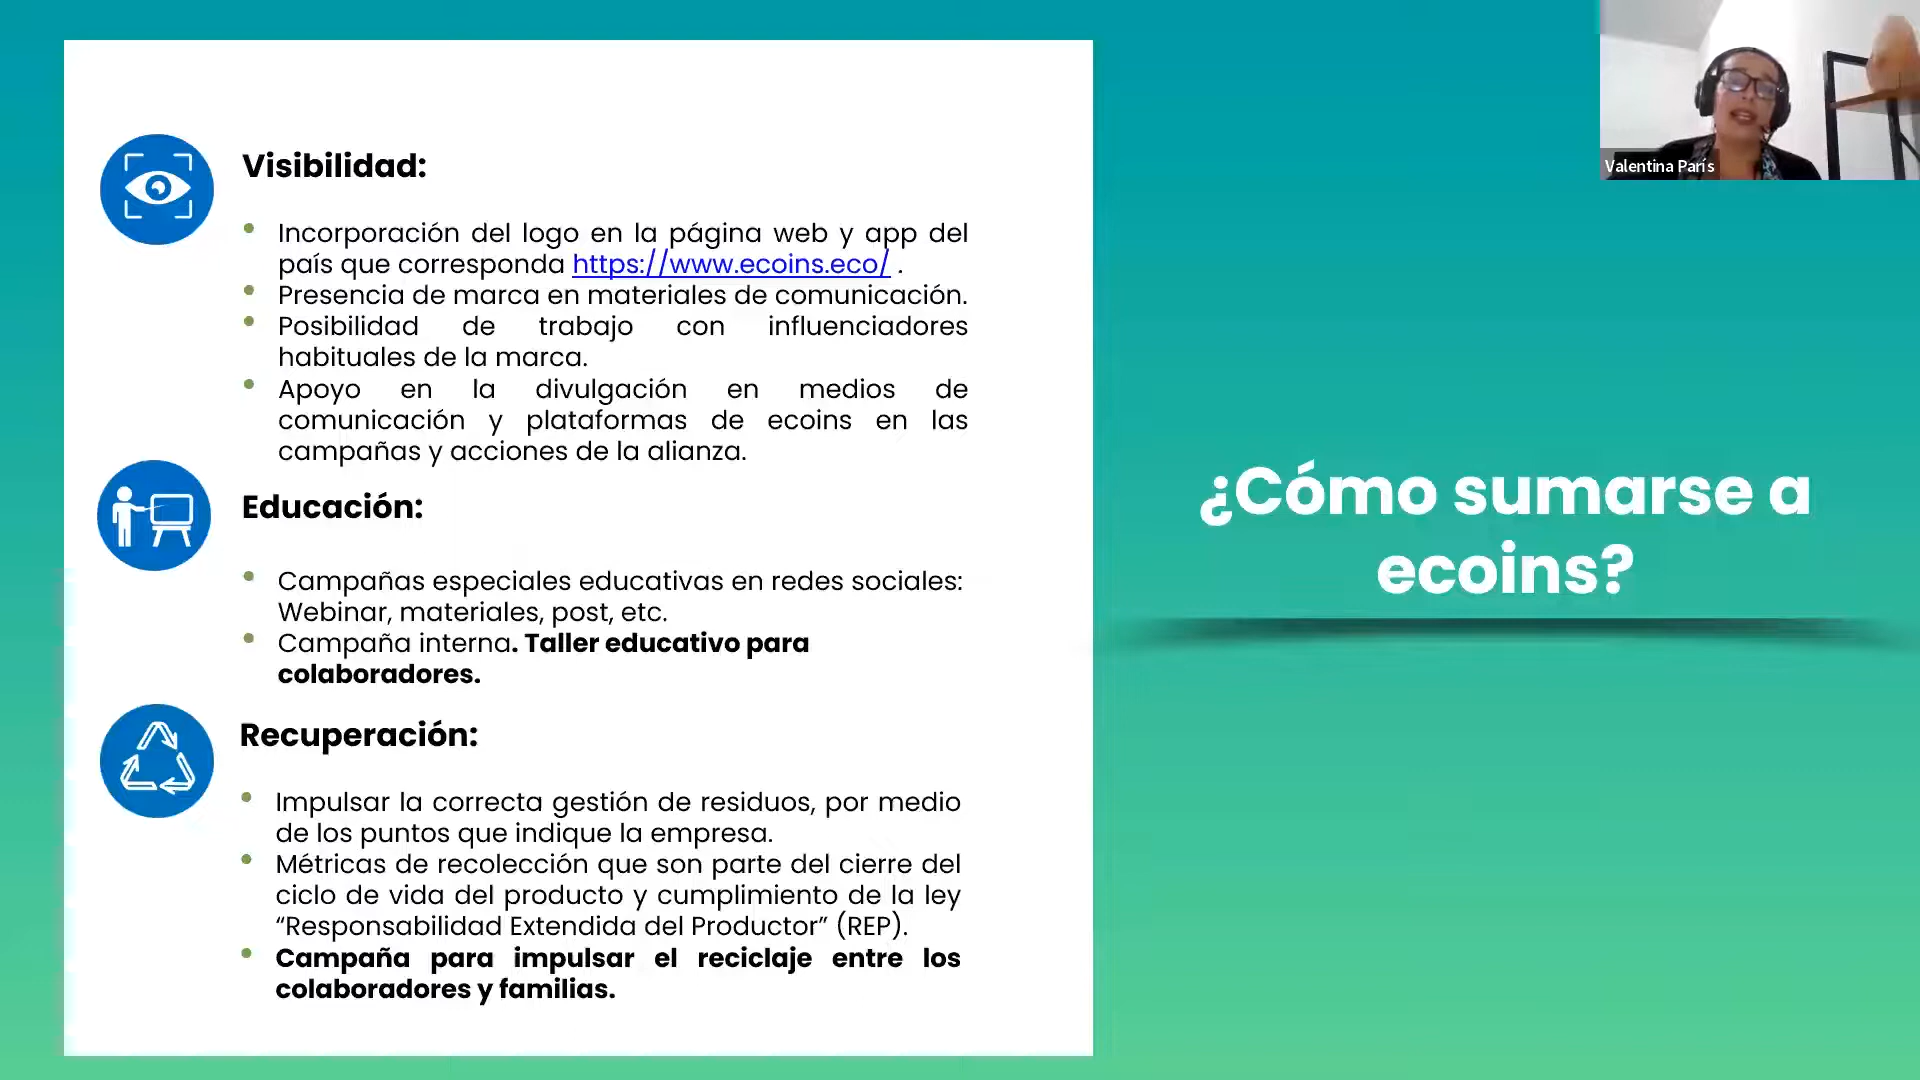 Visibilidad:
Incorporación del logo en la página web y app del
país que corresponda https://www.ecoins.eco/ .
Presencia de marca en materiales de comunicación.
Posibilidad de trabajo con influenciadores
habituales de la marca.
Apoyo en la divulgación en medios de
comunicación y plataformas de ecoins en las
campañas y acciones de la alianza.
Educación:
Campañas especiales educativas en redes sociales:
Webinar, materiales, post, etc.
Campaña interna. Taller educativo para
colaboradores.
Recuperación:
Impulsar la correcta gestión de residuos, por medio
de los puntos que indique la empresa.
Métricas de recolección que son parte del cierre del
ciclo de vida del producto y cumplimiento de la ley
“Responsabilidad Extendida del Productor” (REP).
Campaña para impulsar el reciclaje entre los
colaboradores y familias.
¿Cómo sumarse a
ecoins?
Valentina París